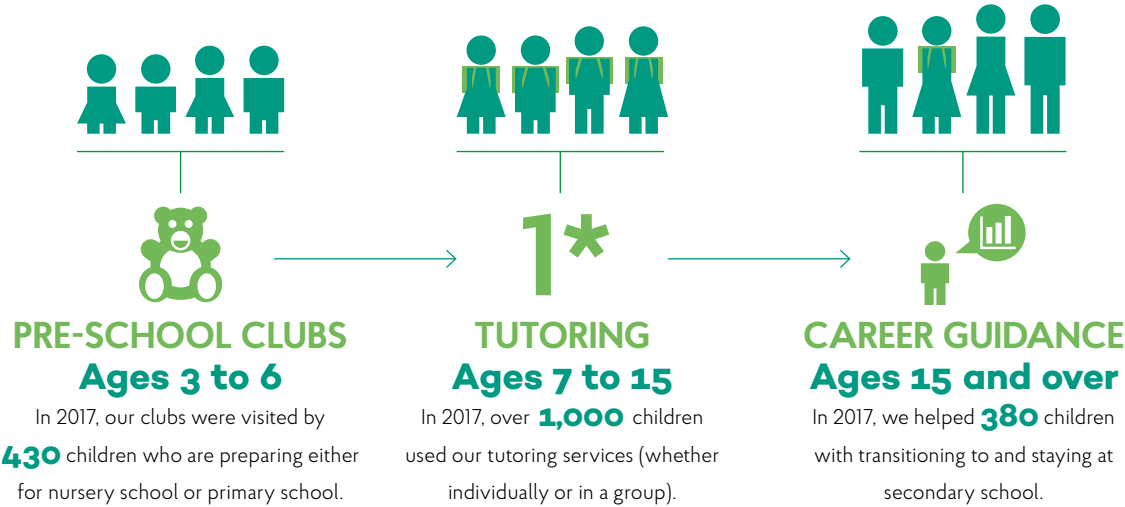 1*
PRE-SCHOOL CLUBS
Ages 3 to 6
In 2017, our clubs were visited by
430 children who are preparing either
for nursery school or primary school.
TUTORING
Ages 7 to 15
In 2017, over 1,000 children
used our tutoring services (whether
individually or in a group).
CAREER GUIDANCE
Ages 15 and over
In 2017, we helped 380 children
with transitioning to and staying at
secondary school.